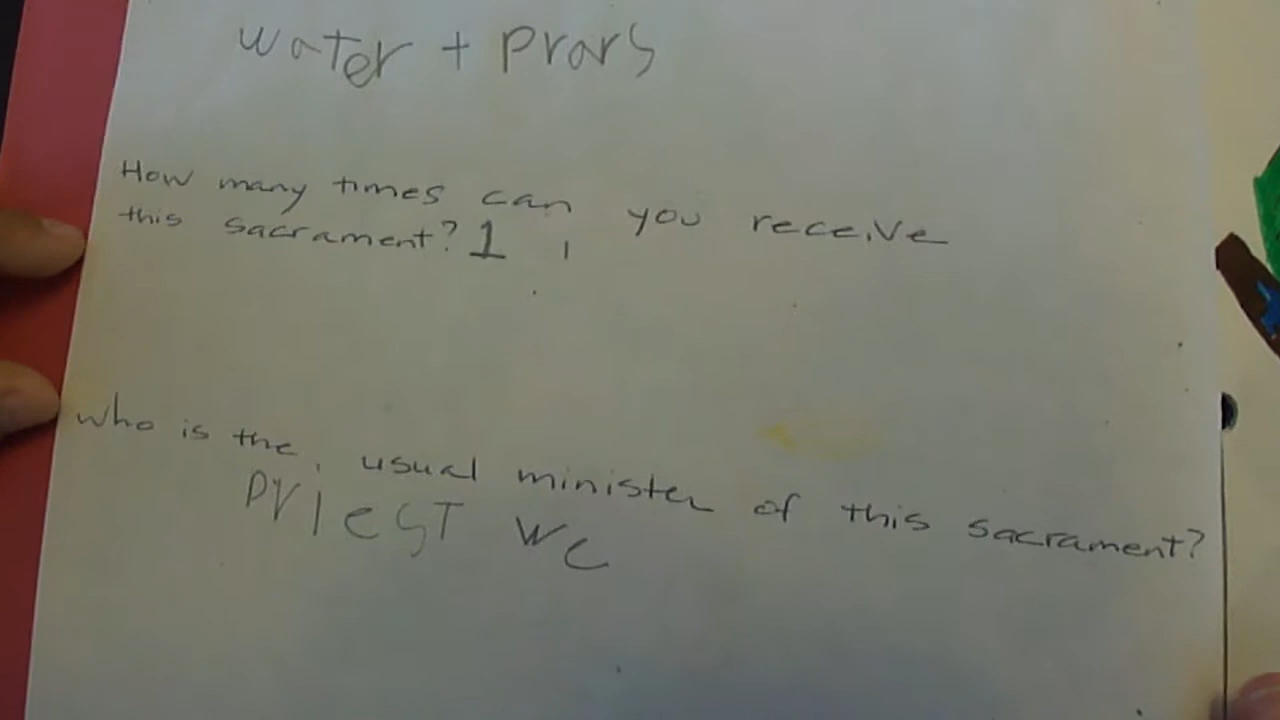 water + prars
How many times can you receive
this sacrament? 1
who is the usual minister of this sacrament?
priest we